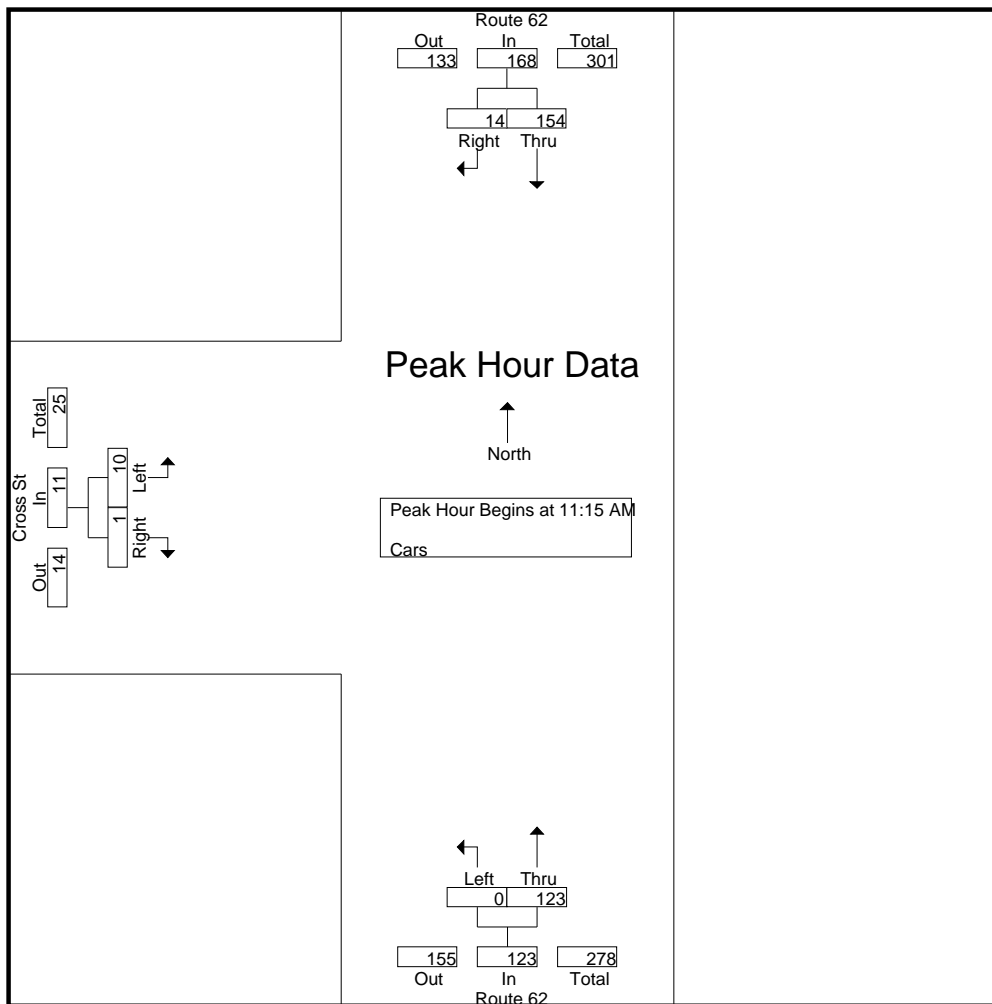 Route 62
Out In Total
133 168 301
14 154
Right Thru
Peak Hour Data
North
Peak Hour Begins at 11:15 AM
Cars
Cross St
Out In Total
14 11 25
Right Left
1 10
Left Thru
0 123
155 123 278
Out In Total
Route 62